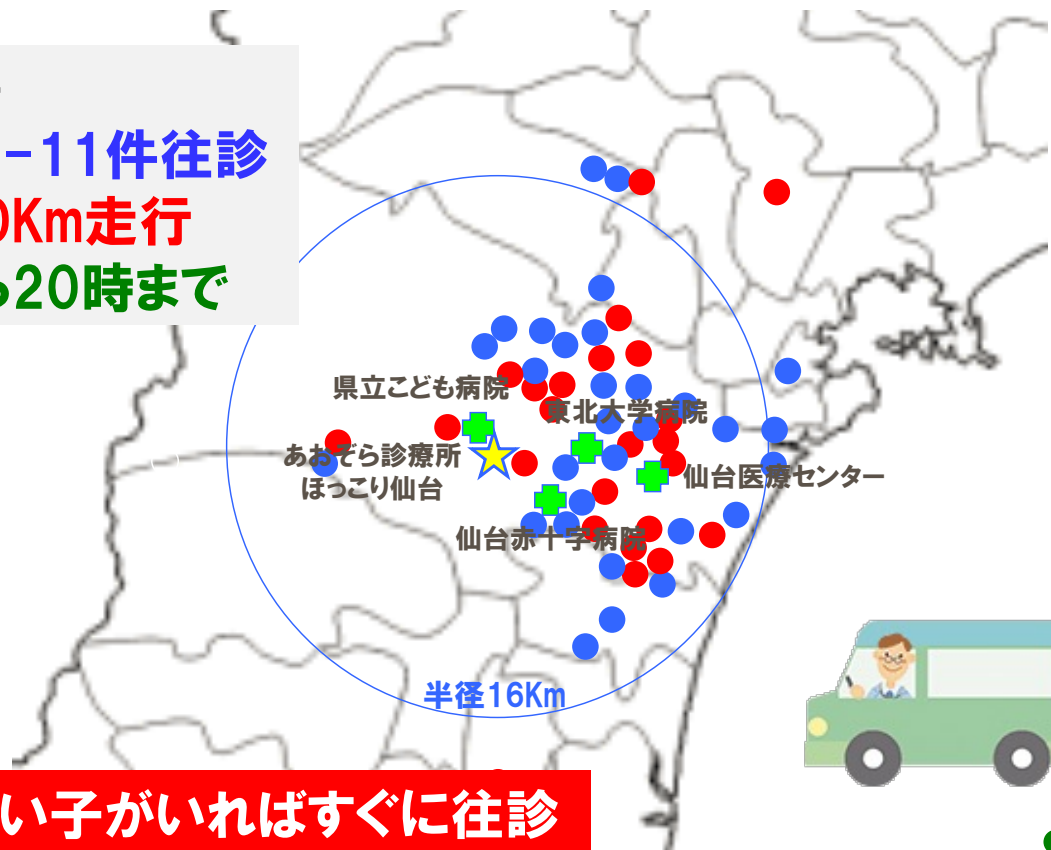 -11件往診
0Km走行
ら20時まで
県立こども病院
東北大学病院
あおぞら診療所
ほっこり仙台
仙台医療センター
仙台赤十字病院
半径16Km
い子がいればすぐに往診